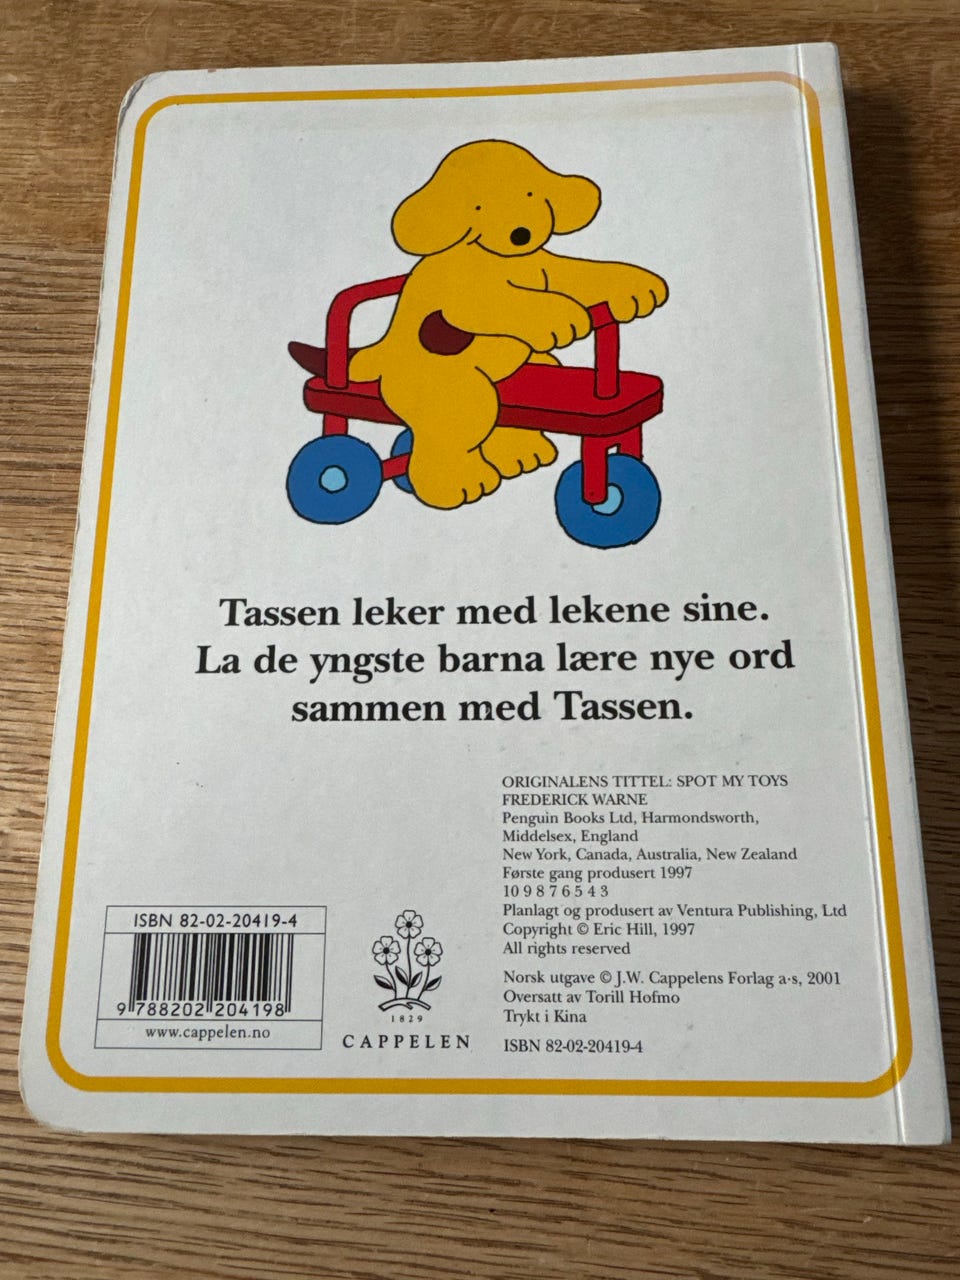 Tassen leker med lekene sine.
La de yngste barna lære nye ord
sammen med Tassen.
ORIGINALENS TITTEL: SPOT MY TOYS
FREDERICK WARNE
Penguin Books Ltd, Harmondsworth,
Middelsex, England
New York, Canada, Australia, New Zealand
Første gang produsert 1997
10 9 8 7 6 5 4 3
Planlagt og produsert av Ventura Publishing, Ltd
Copyright © Eric Hill, 1997
All rights reserved
Norsk utgave © J.W. Cappelens Forlag a·s, 2001
Oversatt av Torill Hofmo
Trykt i Kina
ISBN 82-02-20419-4
ISBN 82-02-20419-4
9 788202 204198
www.cappelen.no
1829
CAPPELEN